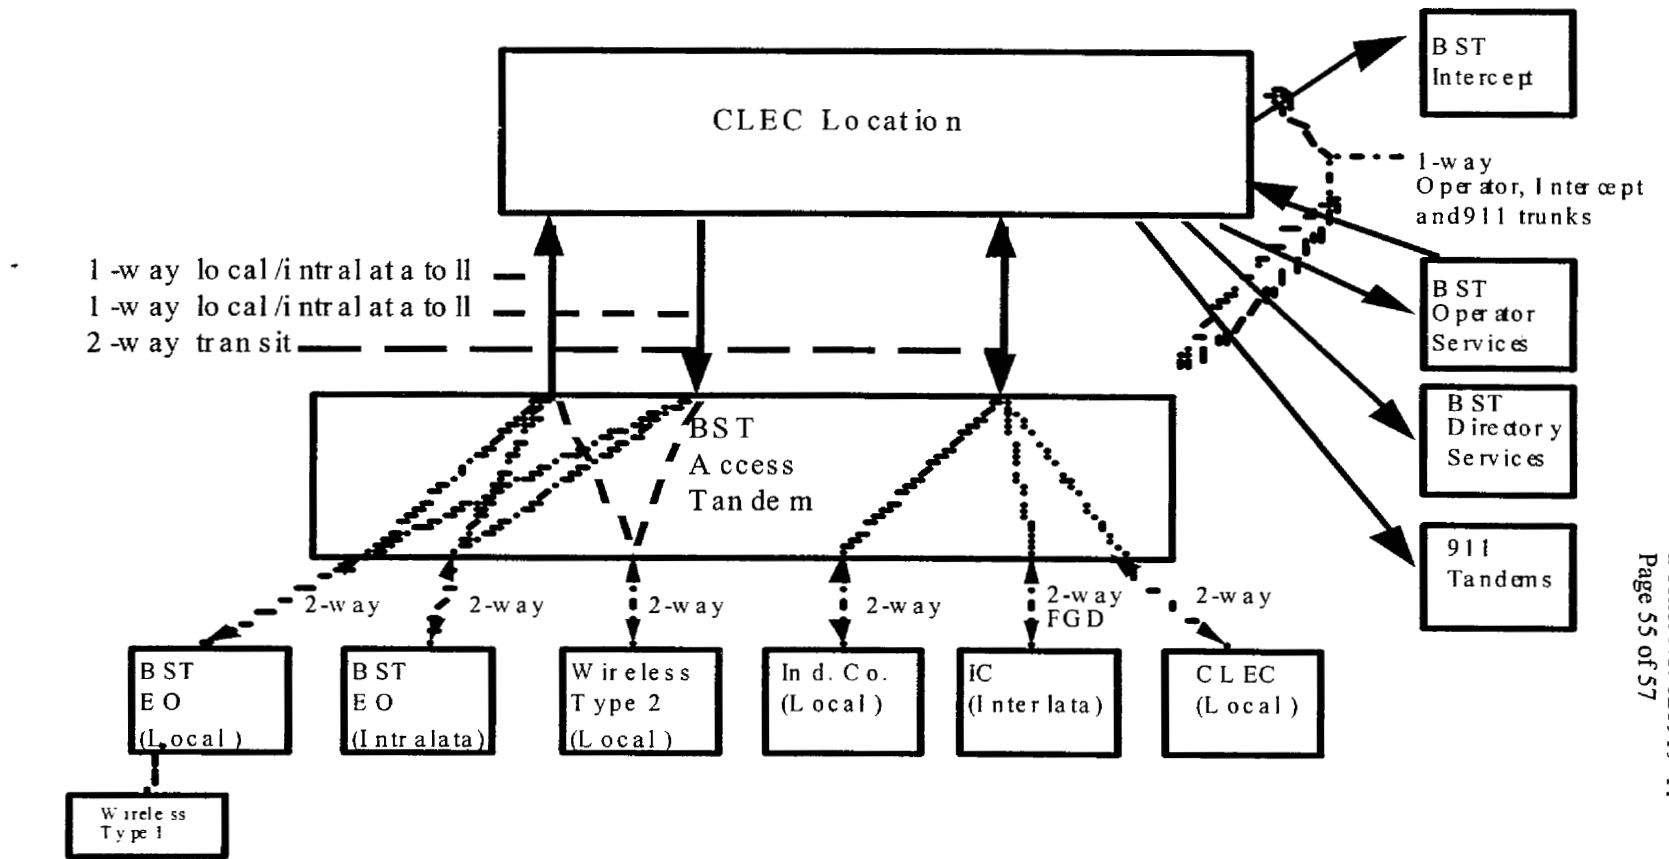 BST
Intercept
CLEC Location
1-way
Operator, Intercept
and911 trunks
1-way local/intralata toll
1-way local/intralata toll
2-way transit
BST
Operator
Services
BST
Directory
Services
911
Tandems
BST
Access
Tandem
2-way
2-way
2-way
2-way
2-way
FGD
2-way
BST
EO
(Local)
BST
EO
(Intralata)
Wireless
Type 2
(Local)
Ind. Co.
(Local)
IC
(Interlata)
CLEC
(Local)
Wireless
Type1
Page 55 of 57